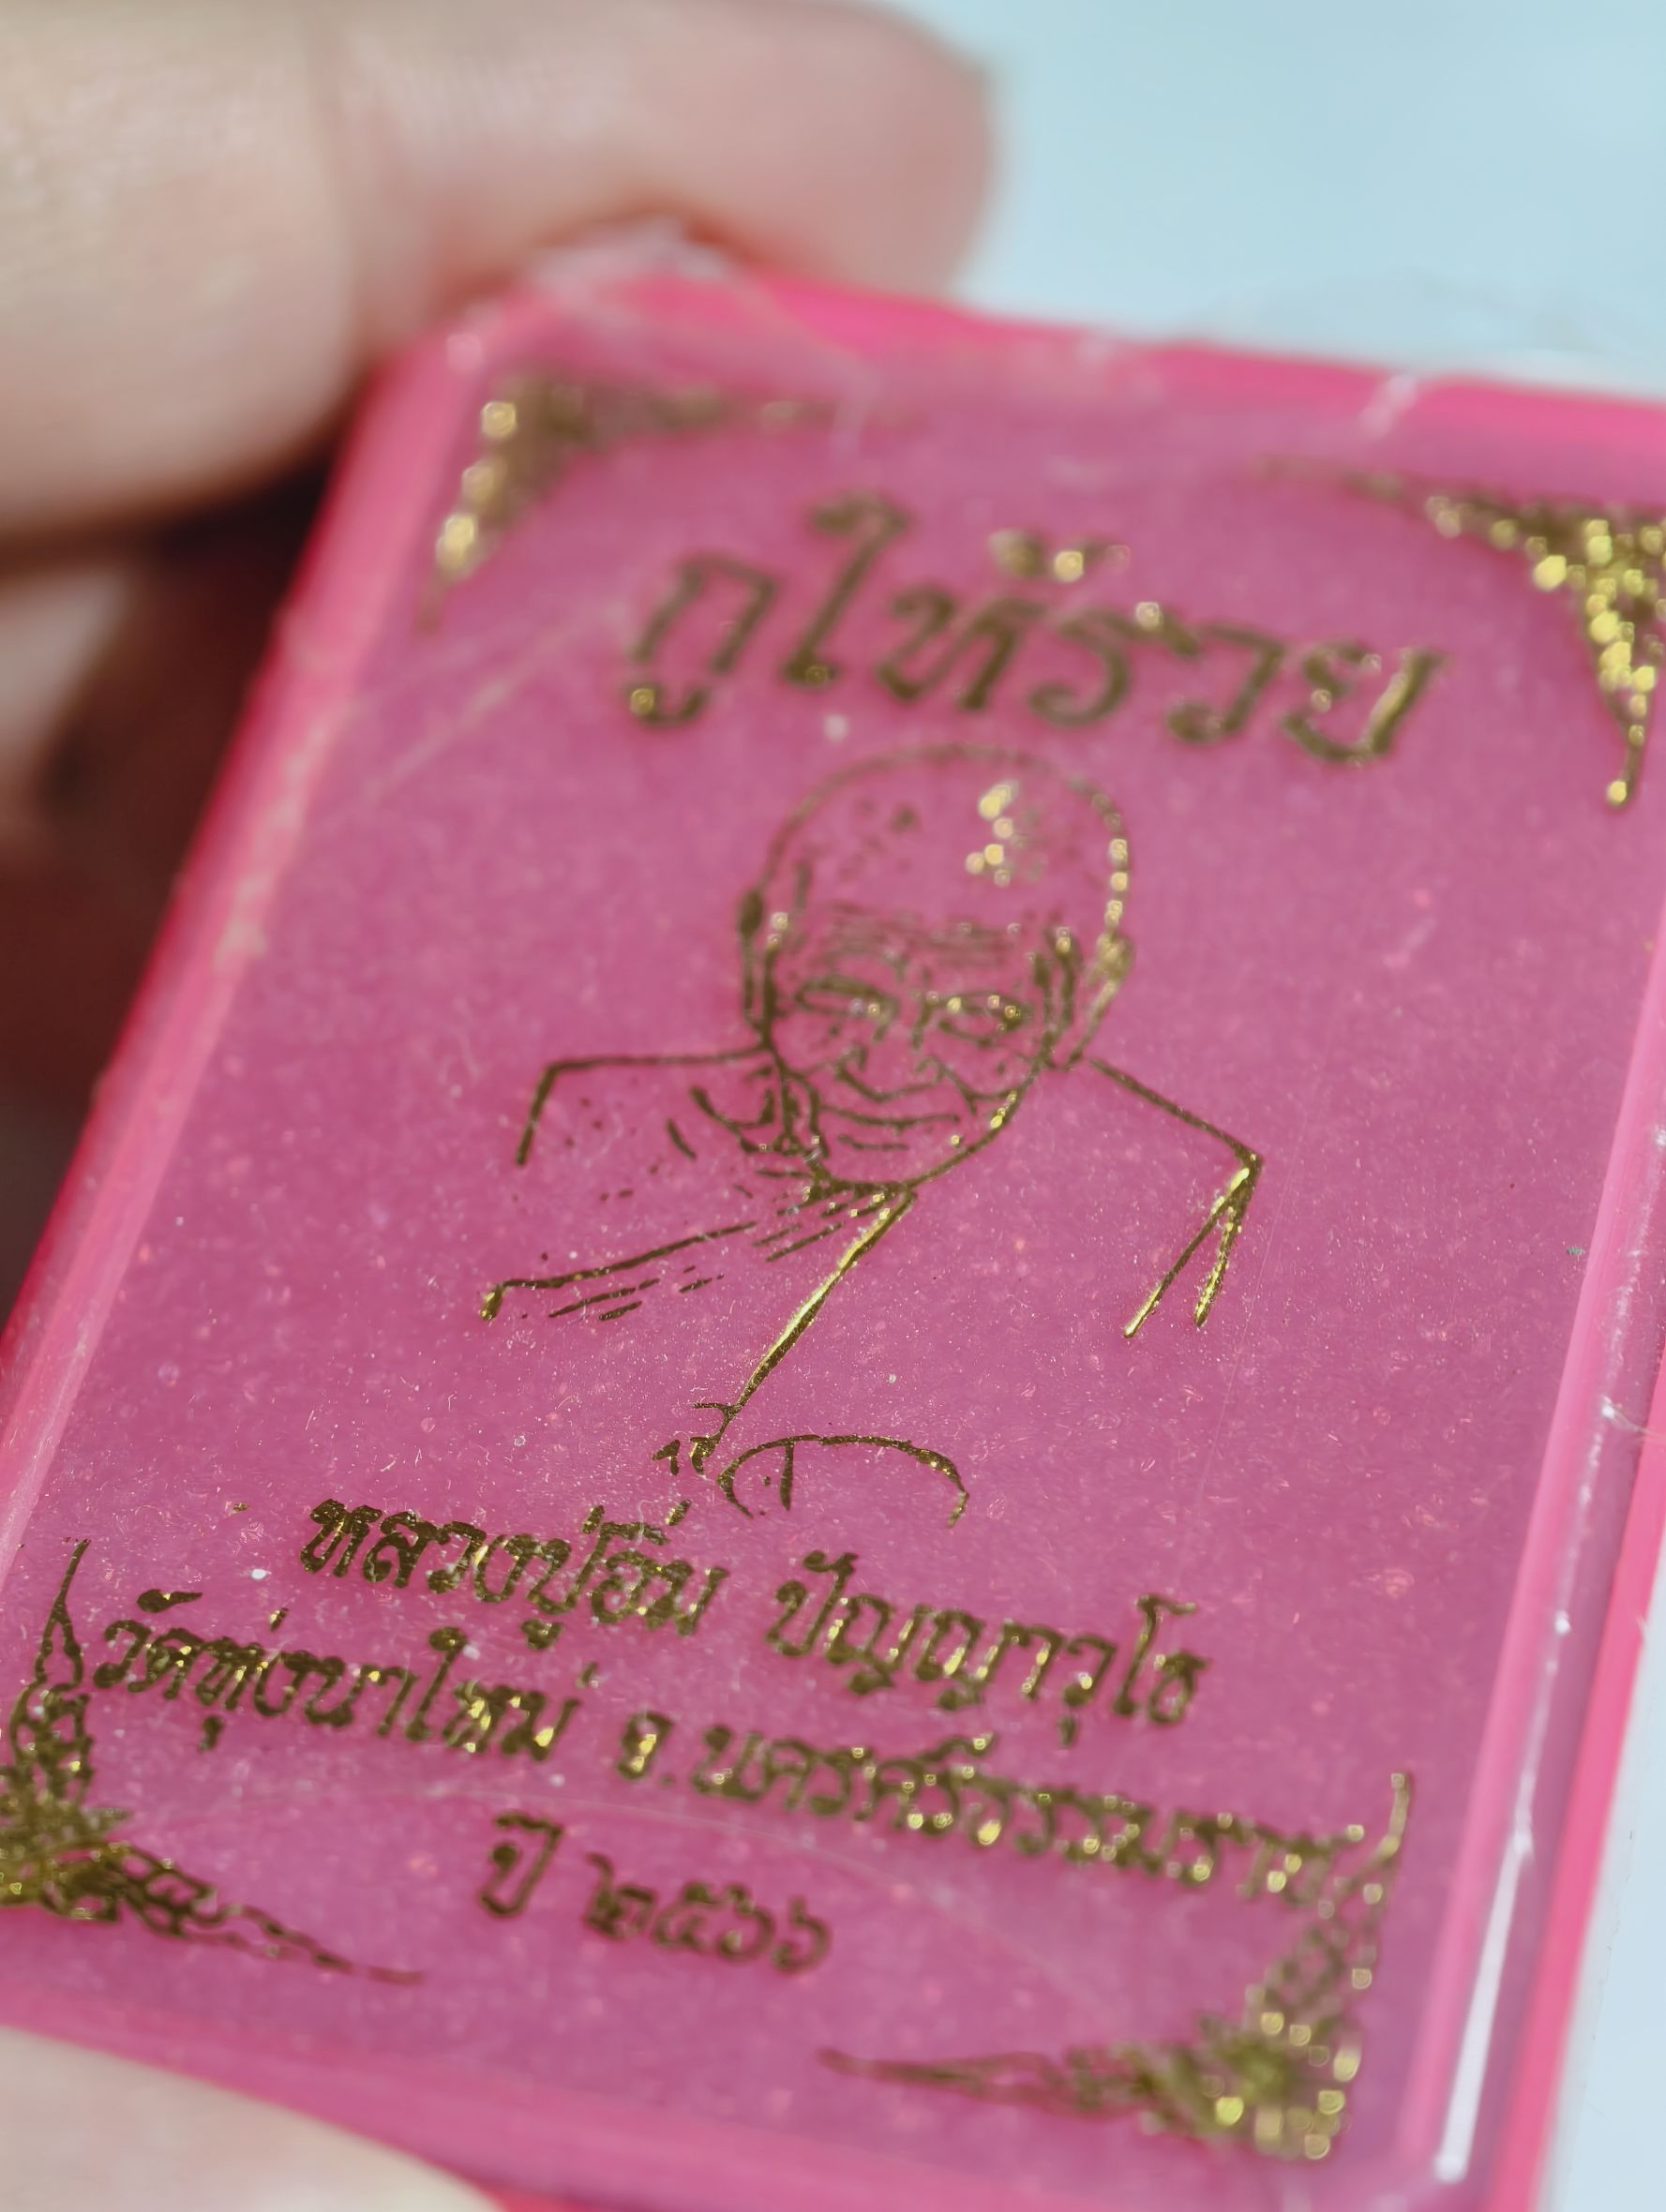 กูให้รวย
หลวงปู่อิ่ม ปัญญาวุโธ
วัดทุ่งนาใหม่ จ.นครศรีธรรมราช
ปี ๒๕๖๖